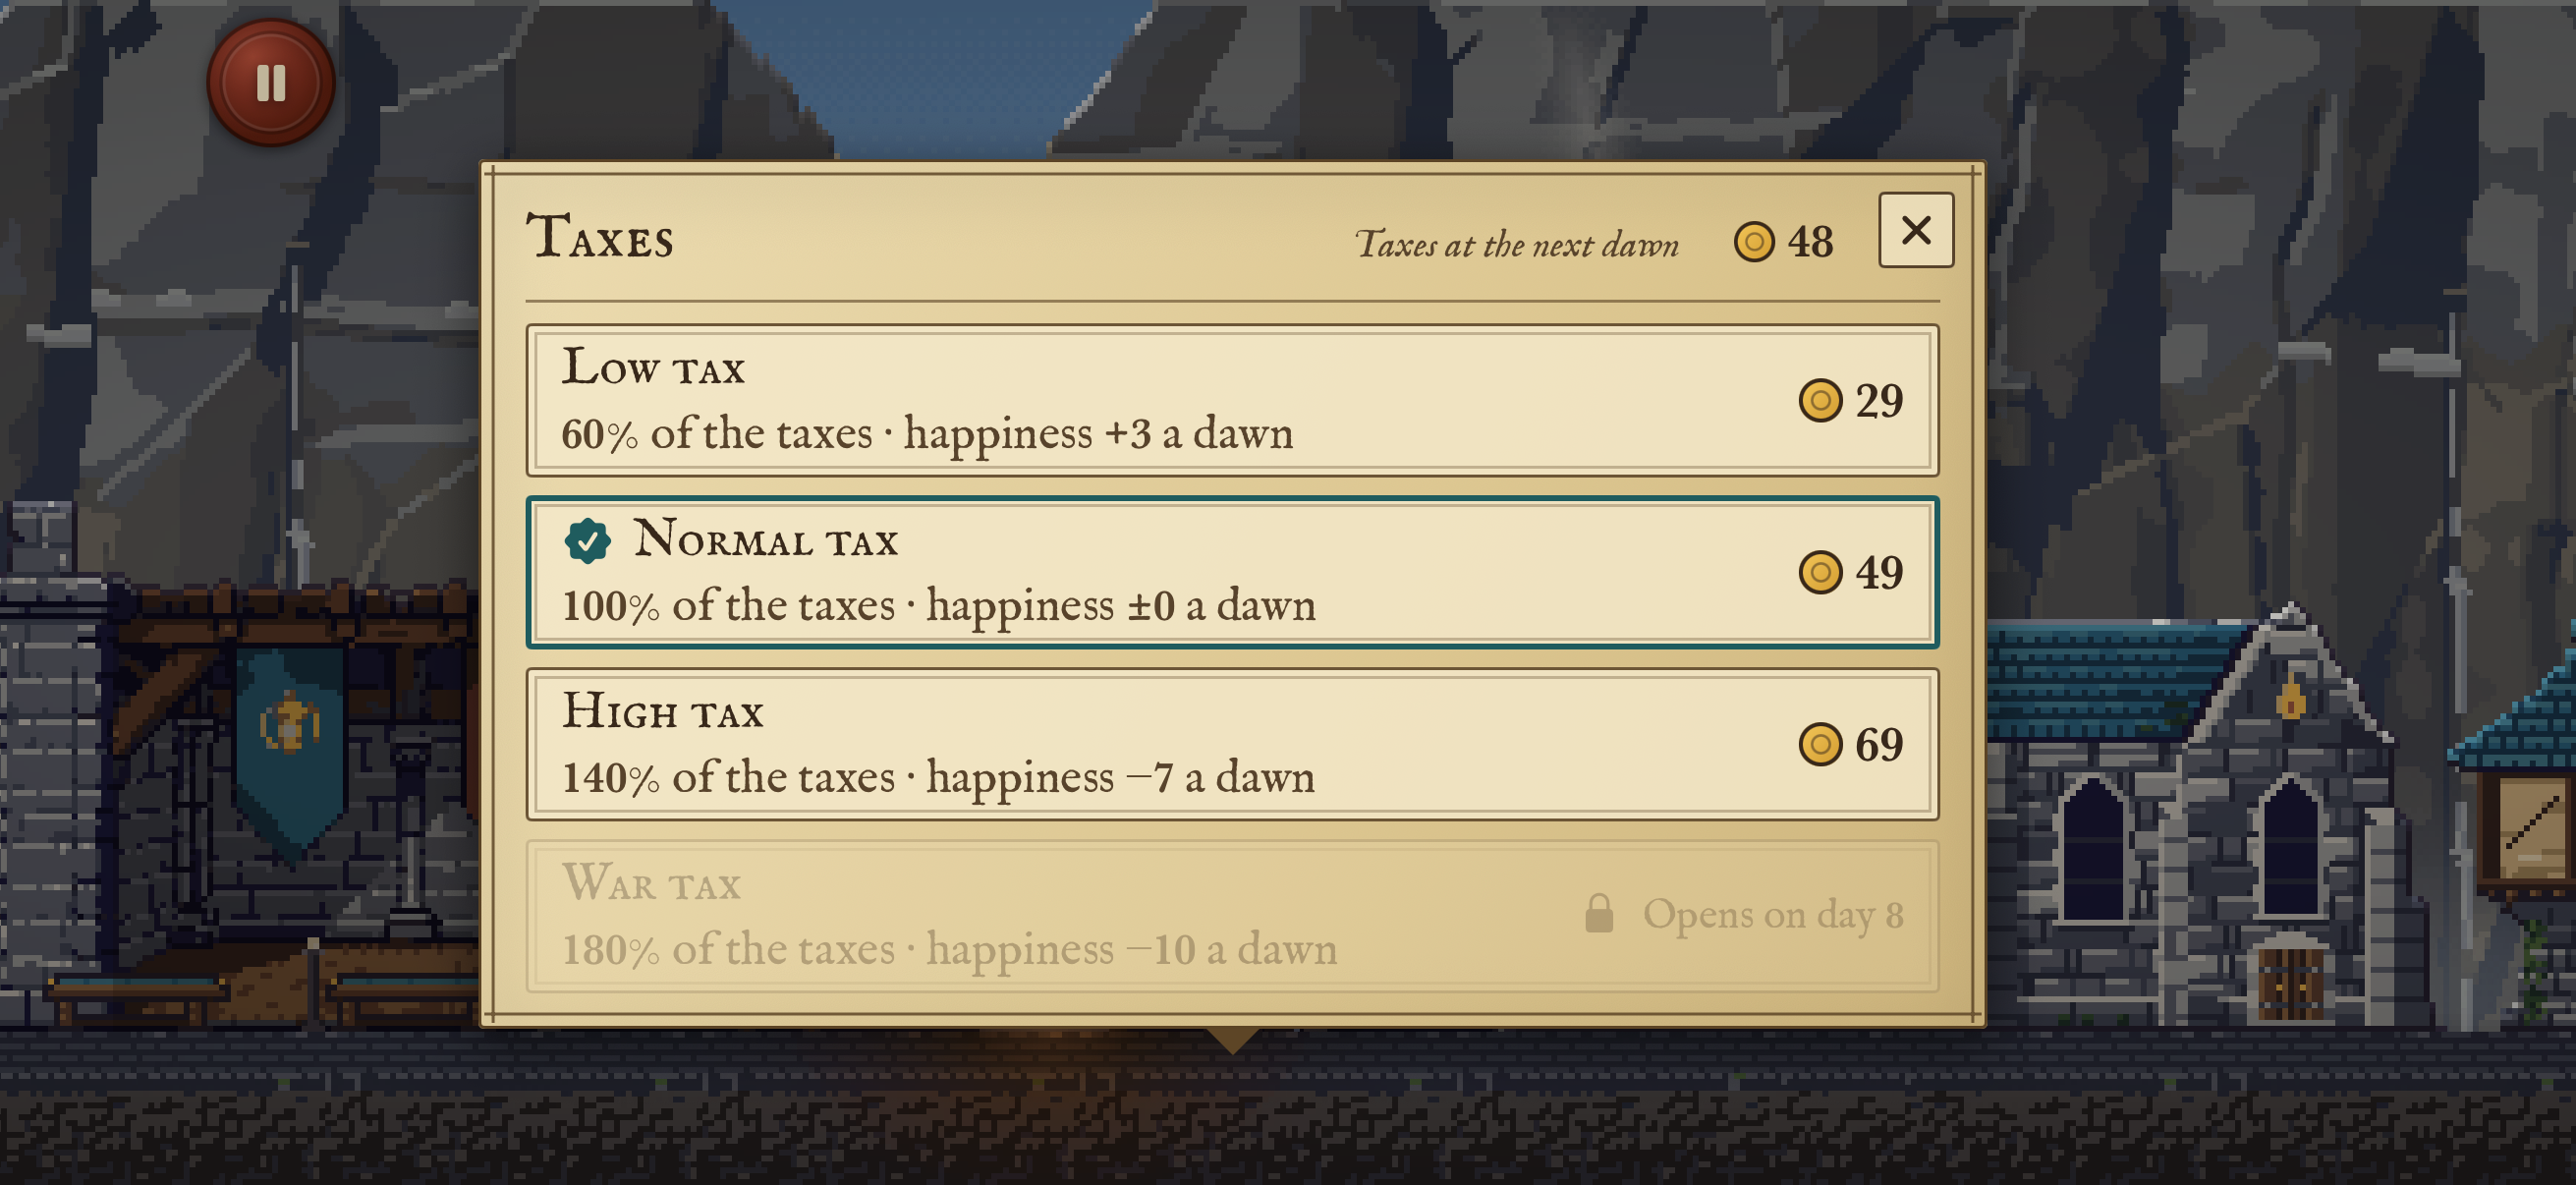 Taxes
Taxes at the next dawn 48
Low tax
60% of the taxes · happiness +3 a dawn
29
Normal tax
100% of the taxes · happiness ±0 a dawn
49
High tax
140% of the taxes · happiness −7 a dawn
69
War tax
180% of the taxes · happiness −10 a dawn
Opens on day 8